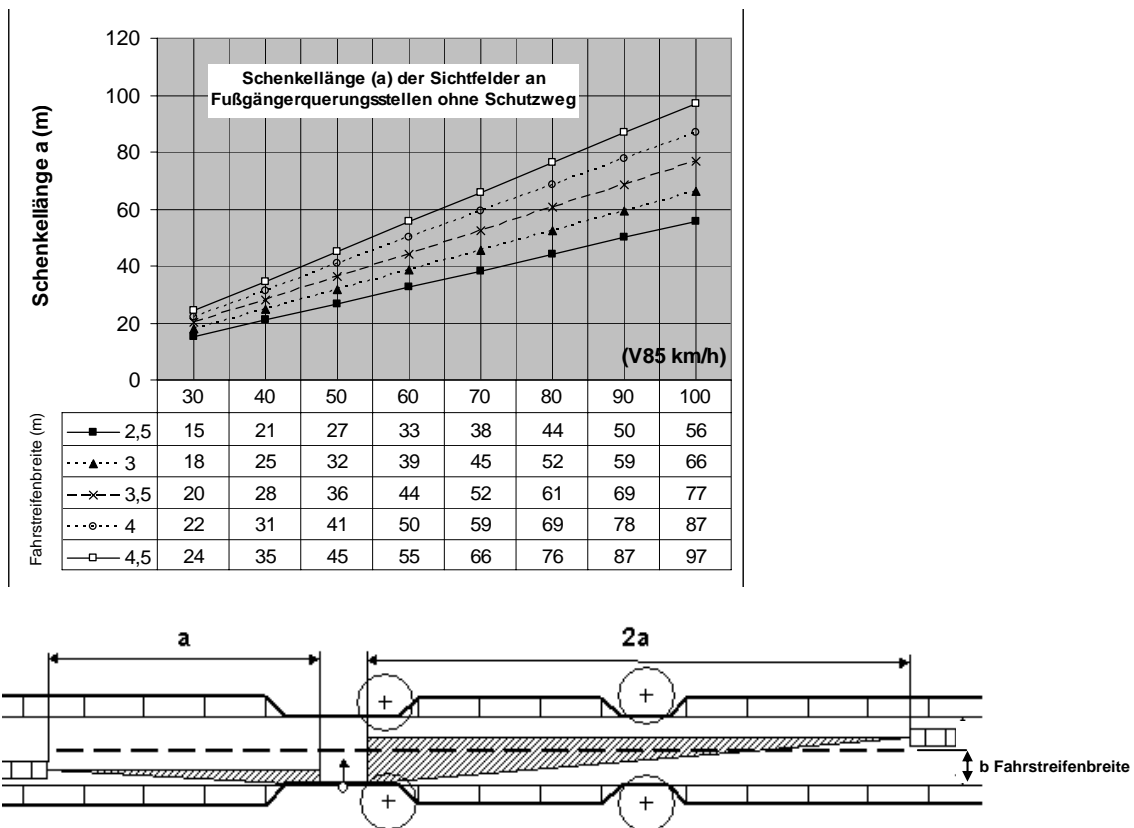 120
Schenkellänge (a) der Sichtfelder an
Fußgängerquerungsstellen ohne Schutzweg
100
80
60
40
20
0
Schenkellänge a (m)
(V85 km/h)
30 40 50 60 70 80 90 100
Fahrstreifenbreite (m)
2,5 15 21 27 33 38 44 50 56
3 18 25 32 39 45 52 59 66
3,5 20 28 36 44 52 61 69 77
4 22 31 41 50 59 69 78 87
4,5 24 35 45 55 66 76 87 97
a 2a
b Fahrstreifenbreite